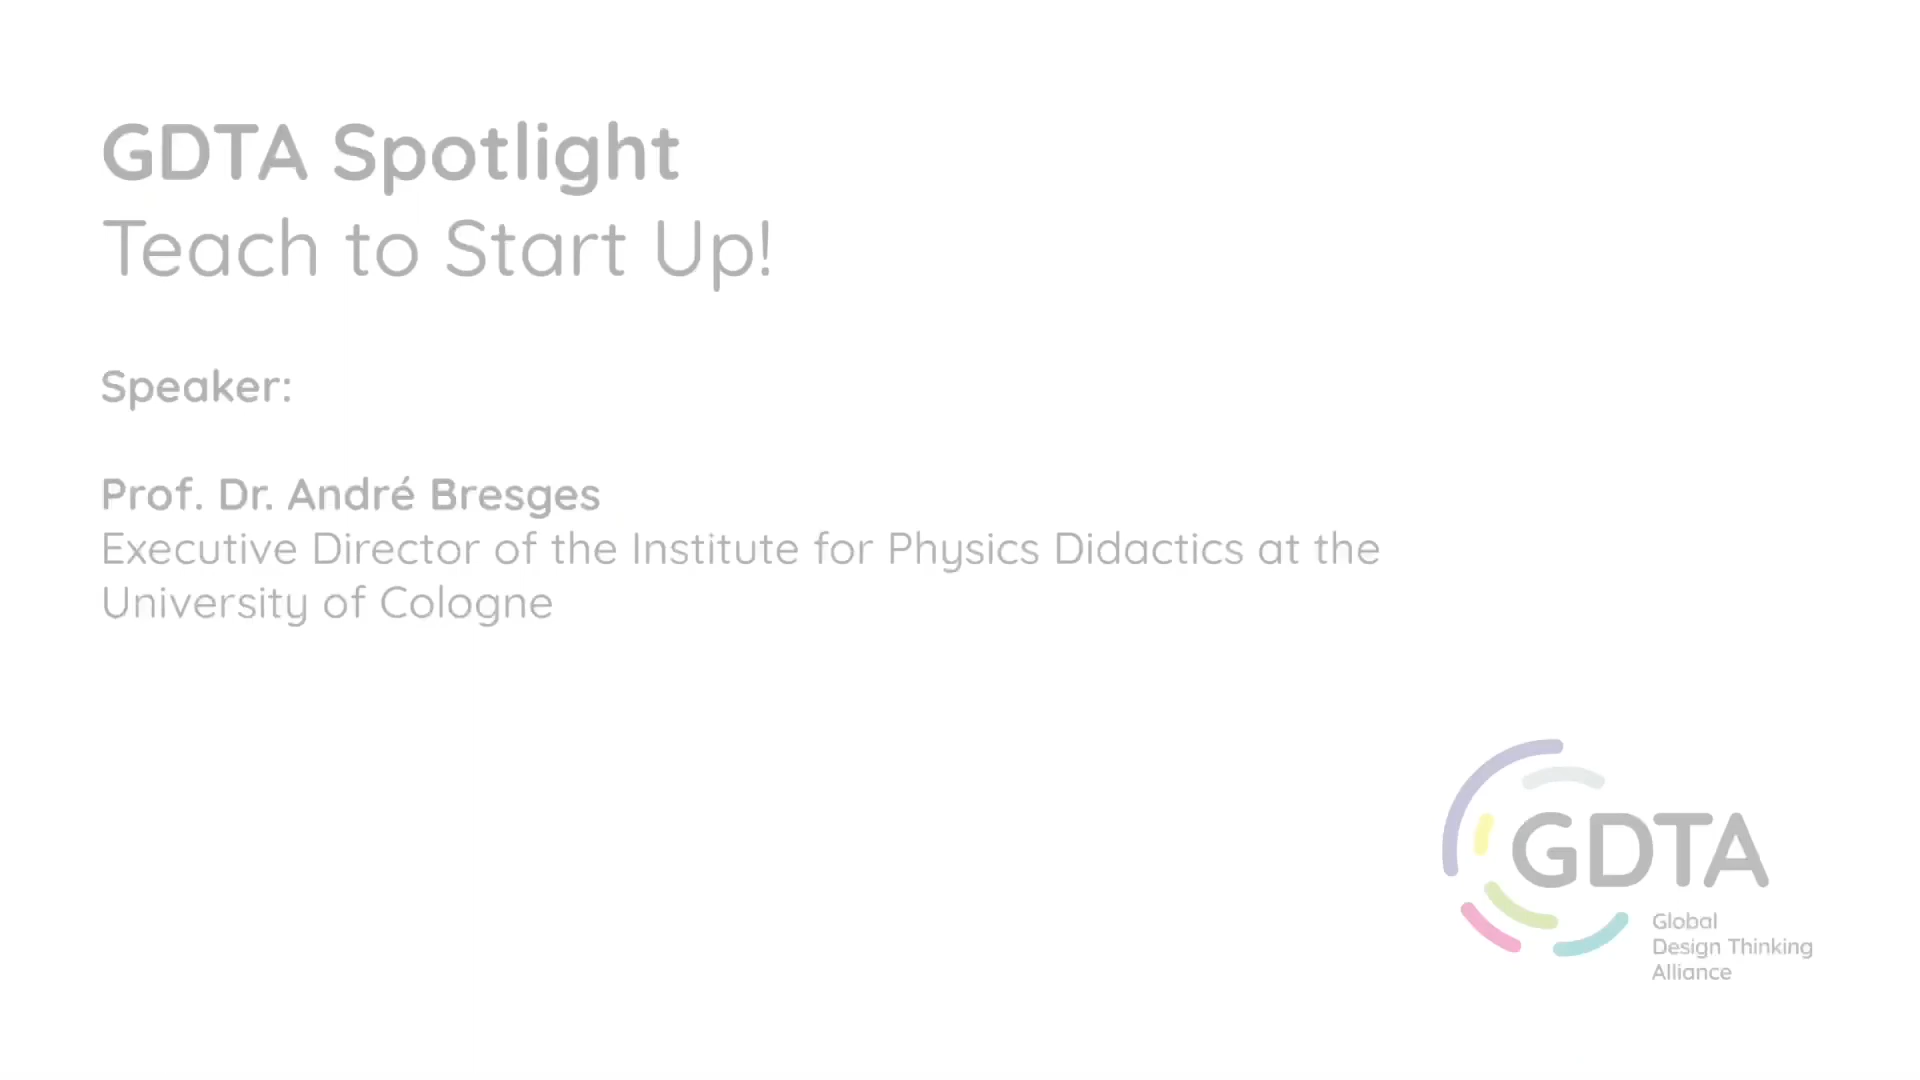 GDTA Spotlight
Teach to Start Up!
Speaker:
Prof. Dr. André Bresges
Executive Director of the Institute for Physics Didactics at the
University of Cologne
GDTA
Global
Design Thinking
Alliance